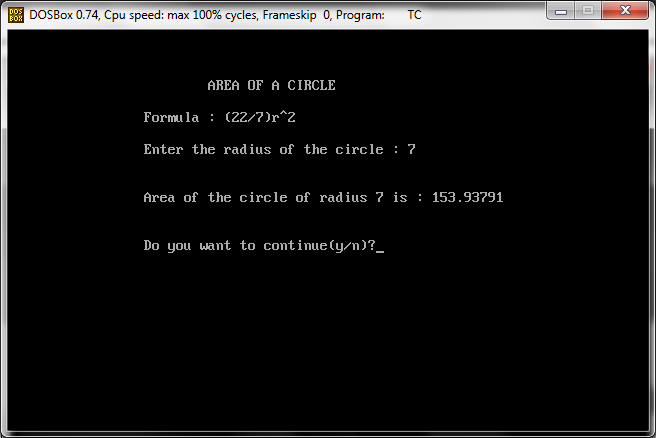 DOSBox 0.74, Cpu speed: max 100% cycles, Frameskip 0, Program: TC
AREA OF A CIRCLE
Formula : (22/7)r^2
Enter the radius of the circle : 7
Area of the circle of radius 7 is : 153.93791
Do you want to continue(y/n)?_